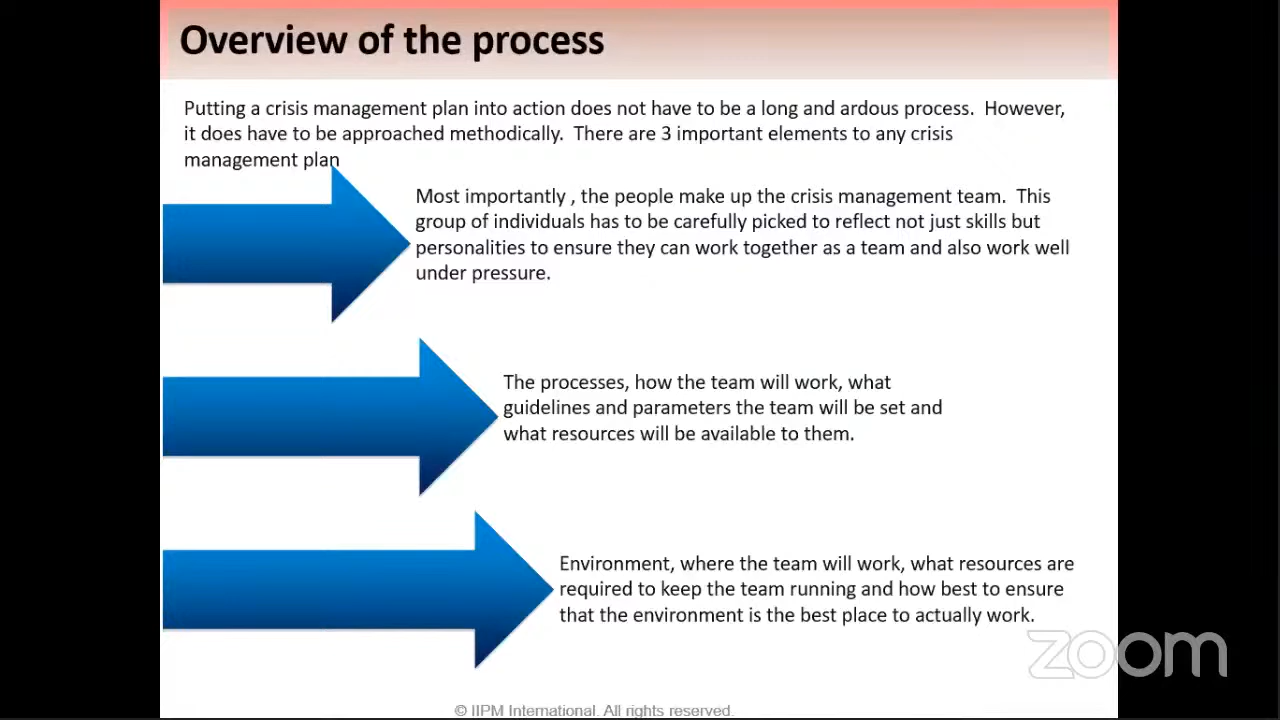 Overview of the process
Putting a crisis management plan into action does not have to be a long and ardous process.  However,
it does have to be approached methodically.  There are 3 important elements to any crisis
management plan
Most importantly , the people make up the crisis management team.  This
group of individuals has to be carefully picked to reflect not just skills but
personalities to ensure they can work together as a team and also work well
under pressure.
The processes, how the team will work, what
guidelines and parameters the team will be set and
what resources will be available to them.
Environment, where the team will work, what resources are
required to keep the team running and how best to ensure
that the environment is the best place to actually work.
zoom
© IIPM International. All rights reserved.